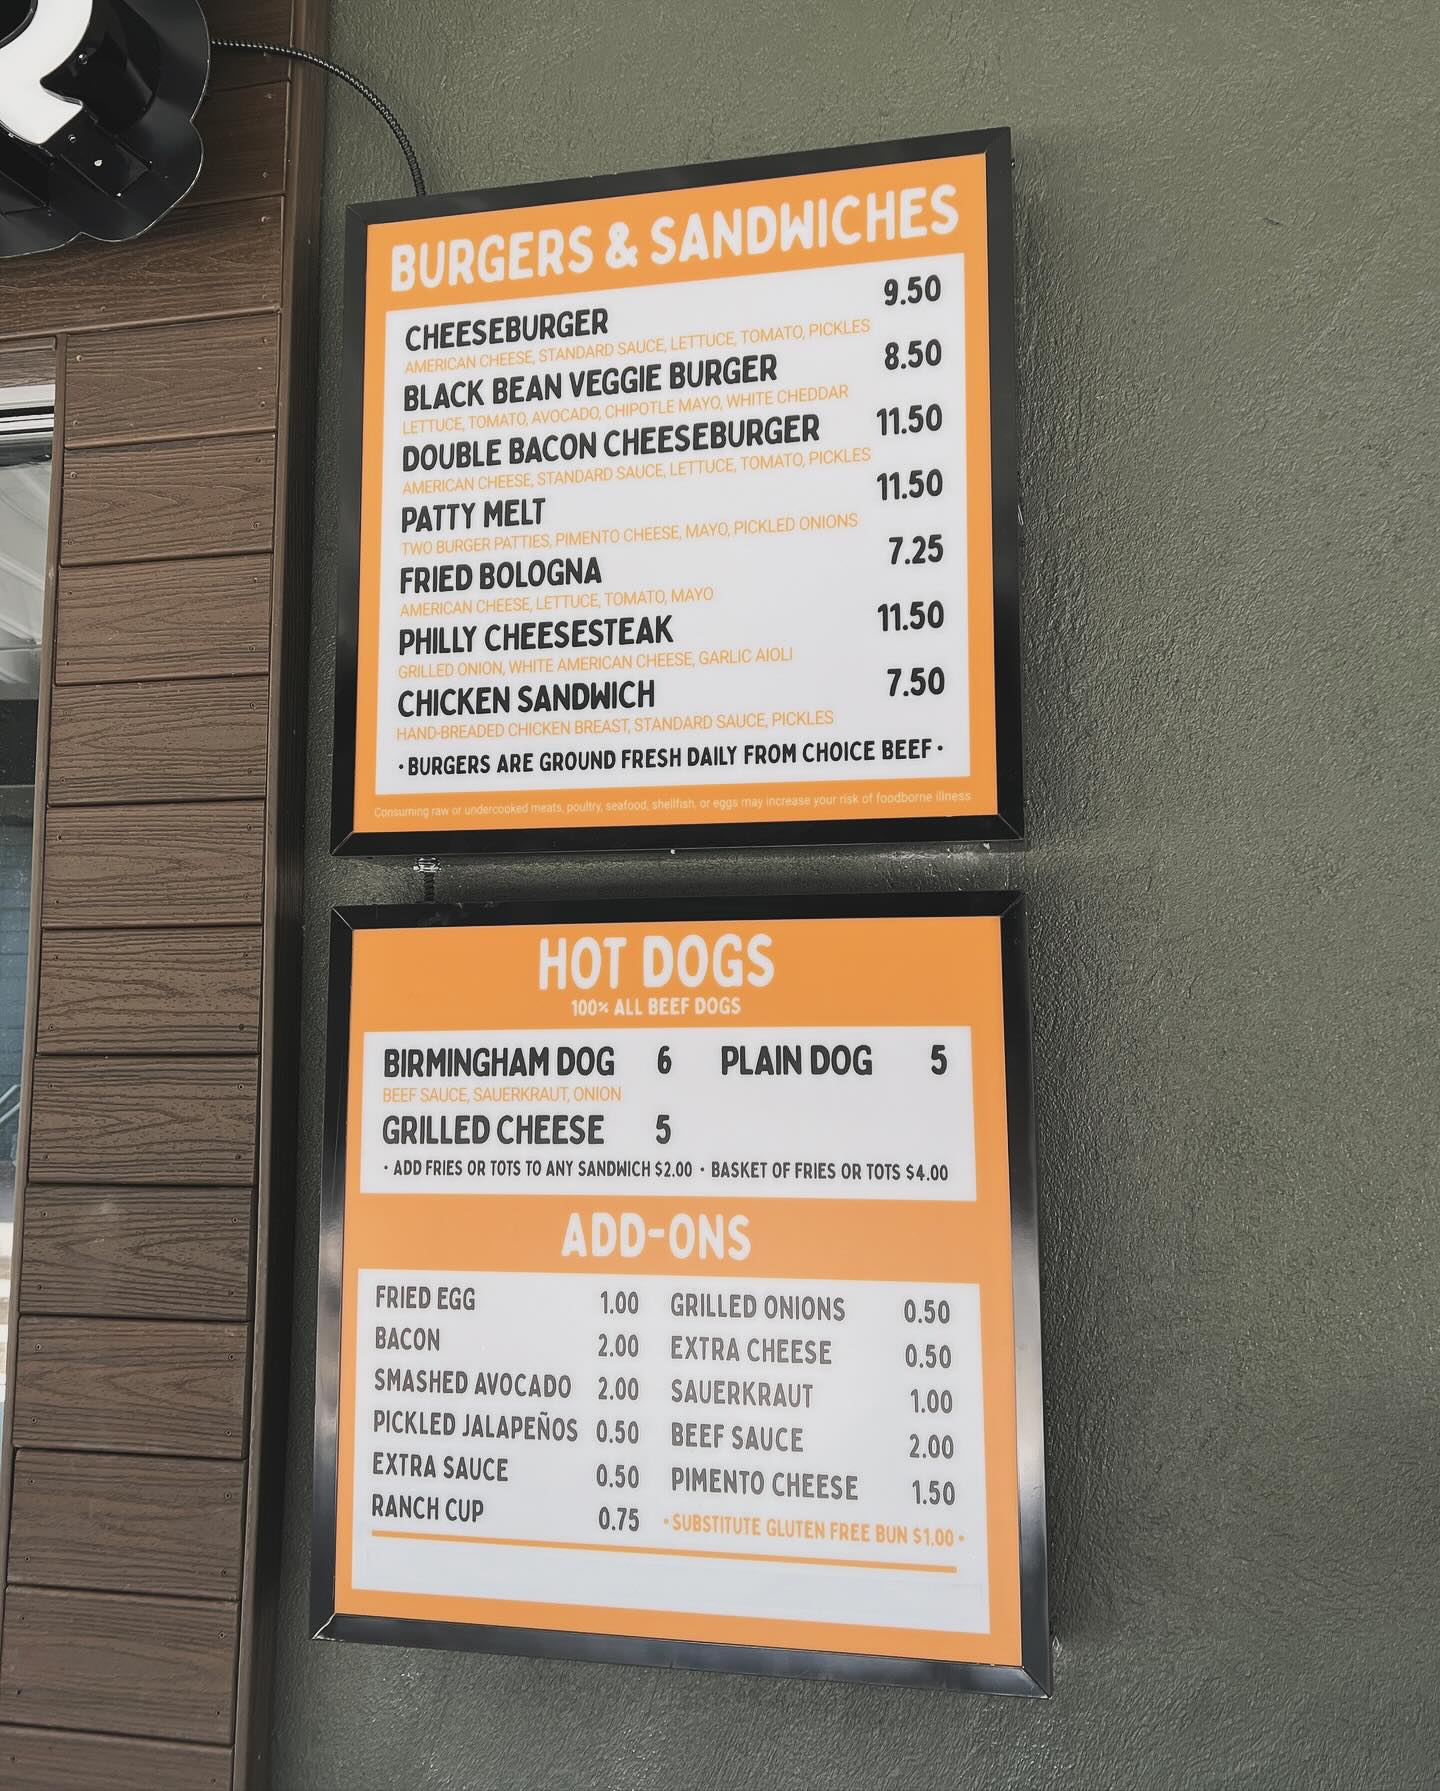 BURGERS & SANDWICHES
CHEESEBURGER 9.50
AMERICAN CHEESE, STANDARD SAUCE, LETTUCE, TOMATO, PICKLES
BLACK BEAN VEGGIE BURGER 8.50
LETTUCE, TOMATO, AVOCADO, CHIPOTLE MAYO, WHITE CHEDDAR
DOUBLE BACON CHEESEBURGER 11.50
AMERICAN CHEESE, STANDARD SAUCE, LETTUCE, TOMATO, PICKLES
PATTY MELT 11.50
TWO BURGER PATTIES, PIMENTO CHEESE, MAYO, PICKLED ONIONS
FRIED BOLOGNA 7.25
AMERICAN CHEESE, LETTUCE, TOMATO, MAYO
PHILLY CHEESESTEAK 11.50
GRILLED ONION, WHITE AMERICAN CHEESE, GARLIC AIOLI
CHICKEN SANDWICH 7.50
HAND-BREADED CHICKEN BREAST, STANDARD SAUCE, PICKLES
• BURGERS ARE GROUND FRESH DAILY FROM CHOICE BEEF •
Consuming raw or undercooked meats, poultry, seafood, shellfish, or eggs may increase your risk of foodborne illness
HOT DOGS
100% ALL BEEF DOGS
BIRMINGHAM DOG 6 PLAIN DOG 5
BEEF SAUCE, SAUERKRAUT, ONION
GRILLED CHEESE 5
• ADD FRIES OR TOTS TO ANY SANDWICH $2.00 • BASKET OF FRIES OR TOTS $4.00
ADD-ONS
FRIED EGG 1.00 GRILLED ONIONS 0.50
BACON 2.00 EXTRA CHEESE 0.50
SMASHED AVOCADO 2.00 SAUERKRAUT 1.00
PICKLED JALAPEÑOS 0.50 BEEF SAUCE 2.00
EXTRA SAUCE 0.50 PIMENTO CHEESE 1.50
RANCH CUP 0.75 • SUBSTITUTE GLUTEN FREE BUN $1.00 •